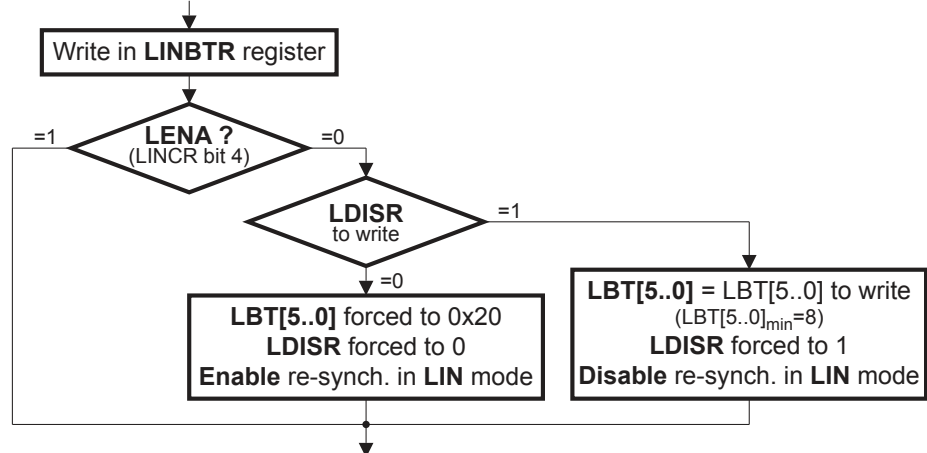 Write in LINBTR register
LENA ?
(LINCR bit 4)
=1
=0
LDISR
to write
=1
=0
LBT[5..0] forced to 0x20
LDISR forced to 0
Enable re-synch. in LIN mode
LBT[5..0] = LBT[5..0] to write
(LBT[5..0]min=8)
LDISR forced to 1
Disable re-synch. in LIN mode